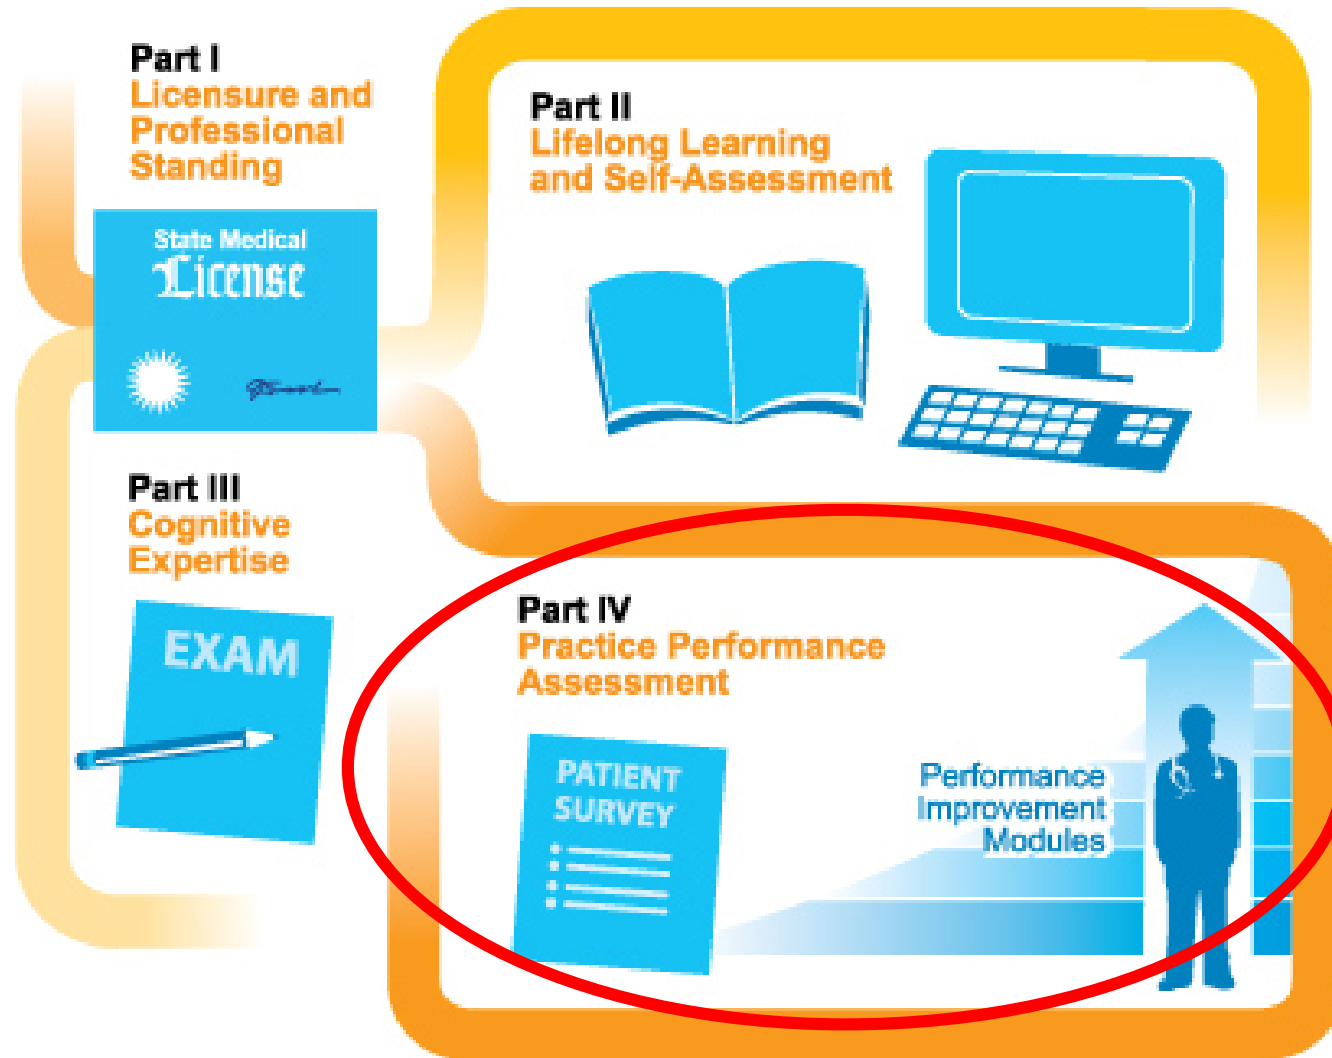 Part I
Licensure and
Professional
Standing
State Medical
License
Part II
Lifelong Learning
and Self-Assessment
Part III
Cognitive
Expertise
EXAM
Part IV
Practice Performance
Assessment
PATIENT
SURVEY
Performance
Improvement
Modules